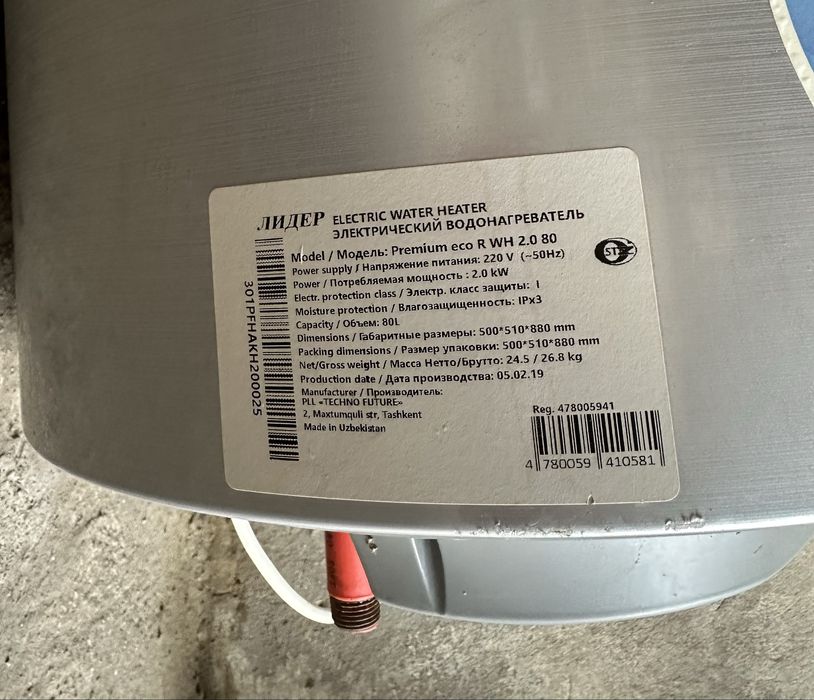 ЛИДЕР ELECTRIC WATER HEATER
ЭЛЕКТРИЧЕСКИЙ ВОДОНАГРЕВАТЕЛЬ
Model / Модель: Premium eco R WH 2.0 80
Power supply / Напряжение питания: 220 V (~50Hz)
Power / Потребляемая мощность : 2.0 kW
Electr. protection class / Электр. класс защиты: I
Moisture protection / Влагозащищенность: IPx3
Capacity / Объем: 80L
Dimensions / Габаритные размеры: 500*510*880 mm
Packing dimensions / Размер упаковки: 500*510*880 mm
Net/Gross weight / Масса Нетто/Брутто: 24.5 / 26.8 kg
Production date / Дата производства: 05.02.19
Manufacturer / Производитель:
PLL «TECHNO FUTURE»
2, Maxtumquli str, Tashkent
Made in Uzbekistan
301PFHAKH200025
Reg. 478005941
4 780059 410581